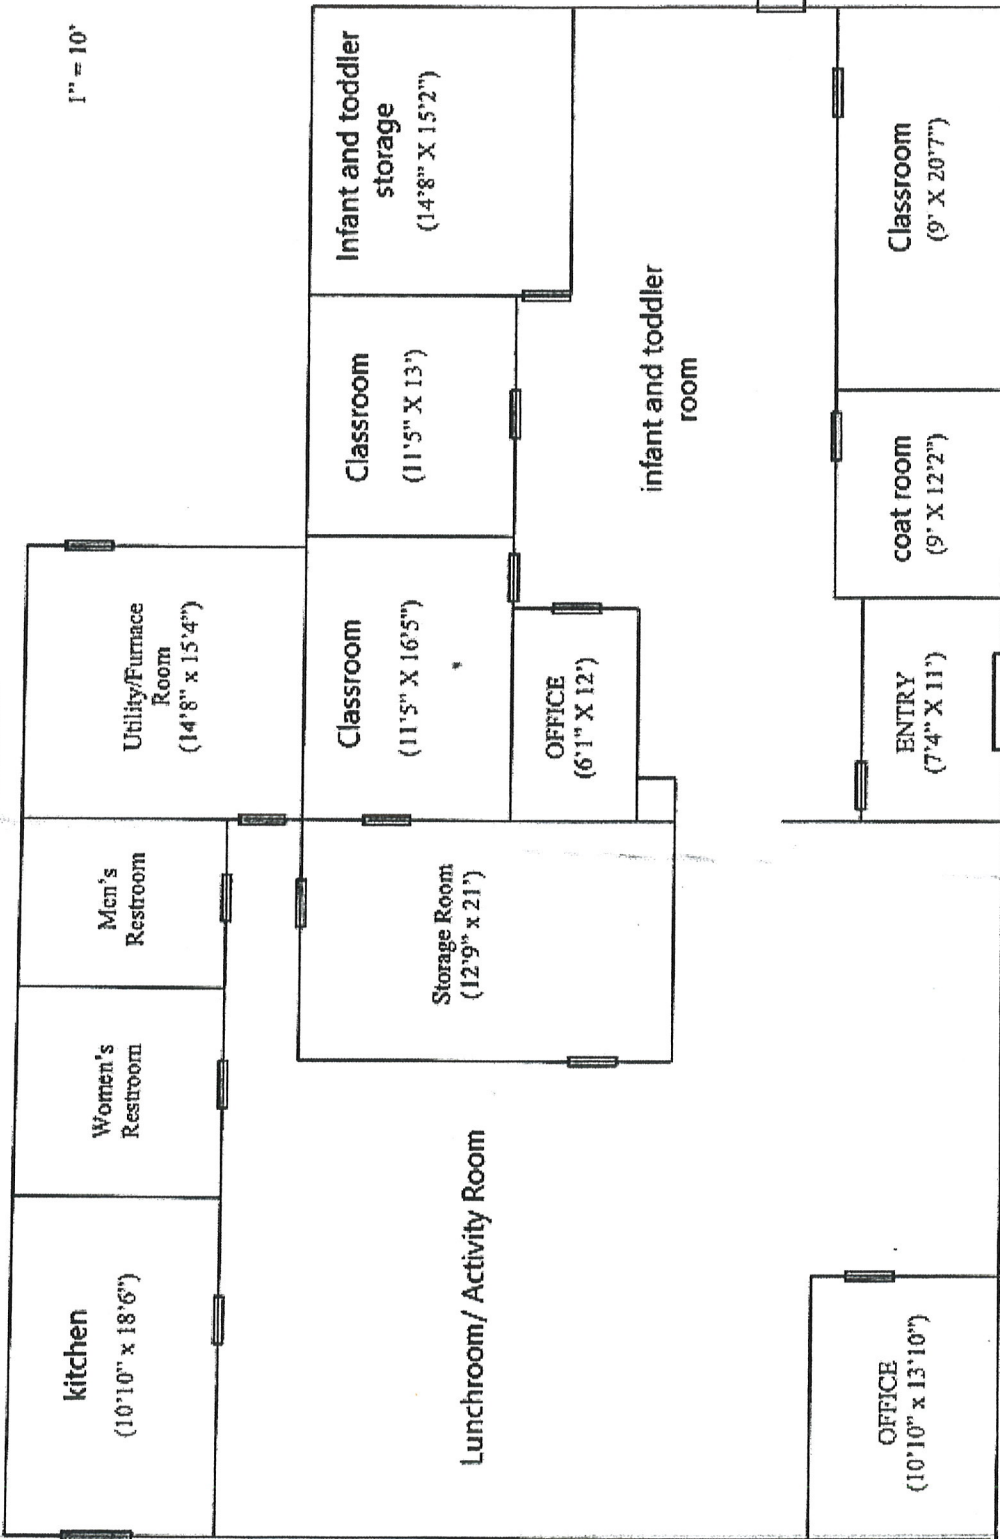 1” = 10’
kitchen
(10’10” x 18’6”)
Women's
Restroom
Men's
Restroom
Utility/Furnace
Room
(14’8” x 15’4”)
Infant and toddler
storage
(14’8” X 15’2”)
Classroom
(11’5” X 13’)
Classroom
(11’5” X 16’5”)
OFFICE
(6’1” X 12’)
Storage Room
(12’9” x 21’)
Lunchroom/ Activity Room
infant and toddler
room
Classroom
(9’ X 20’7”)
coat room
(9’ X 12’2”)
ENTRY
(7’4” X 11’)
OFFICE
(10’10” x 13’10”)